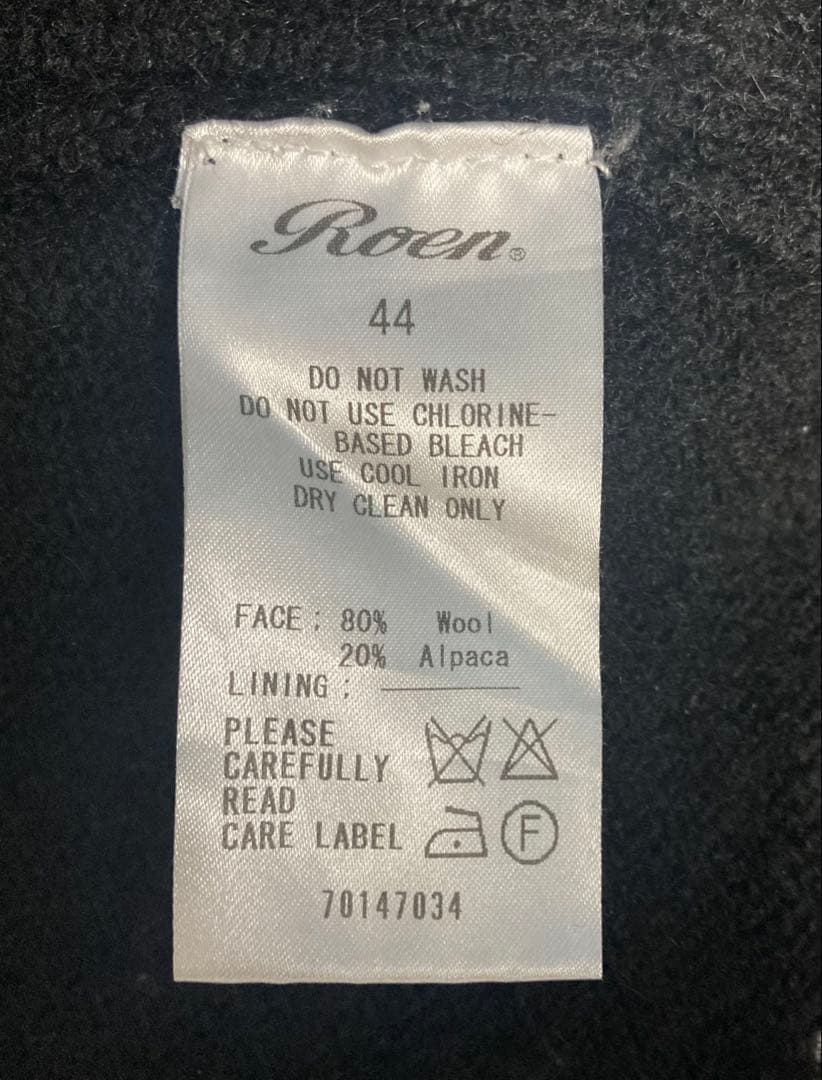 Roen®
44
DO NOT WASH
DO NOT USE CHLORINE-
BASED BLEACH
USE COOL IRON
DRY CLEAN ONLY
FACE : 80% Wool
20% Alpaca
LINING :
PLEASE
CAREFULLY
READ
CARE LABEL
F
70147034